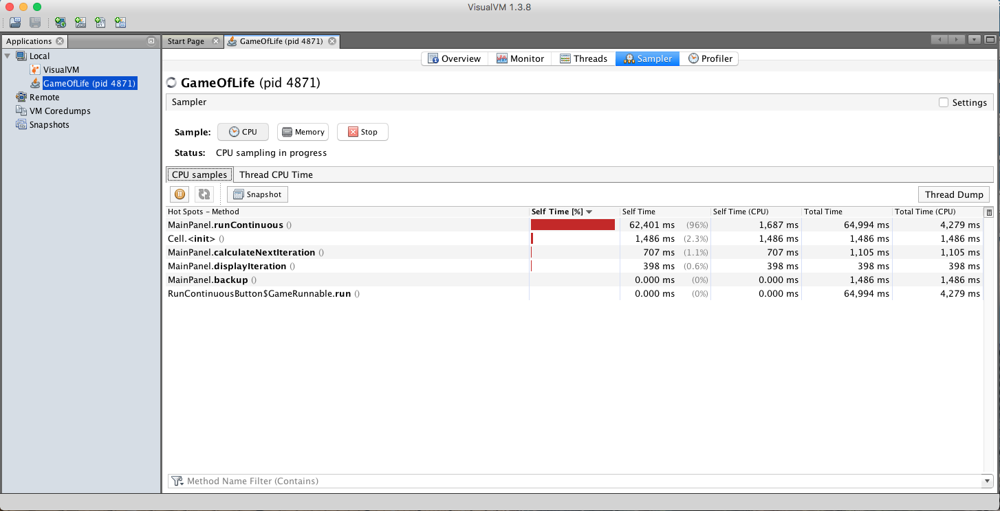 VisualVM 1.3.8
Applications
Start Page
GameOfLife (pid 4871)
Local
VisualVM
GameOfLife (pid 4871)
Remote
VM Coredumps
Snapshots
Overview Monitor Threads Sampler Profiler
GameOfLife (pid 4871)
Sampler Settings
Sample: CPU Memory Stop
Status: CPU sampling in progress
CPU samples Thread CPU Time
Snapshot Thread Dump
Hot Spots – Method Self Time [%] Self Time Self Time (CPU) Total Time Total Time (CPU)
MainPanel.runContinuous () 62,401 ms (96%) 1,687 ms 64,994 ms 4,279 ms
Cell.<init> () 1,486 ms (2.3%) 1,486 ms 1,486 ms 1,486 ms
MainPanel.calculateNextIteration () 707 ms (1.1%) 707 ms 1,105 ms 1,105 ms
MainPanel.displayIteration () 398 ms (0.6%) 398 ms 398 ms 398 ms
MainPanel.backup () 0.000 ms (0%) 0.000 ms 1,486 ms 1,486 ms
RunContinuousButton$GameRunnable.run () 0.000 ms (0%) 0.000 ms 64,994 ms 4,279 ms
Method Name Filter (Contains)